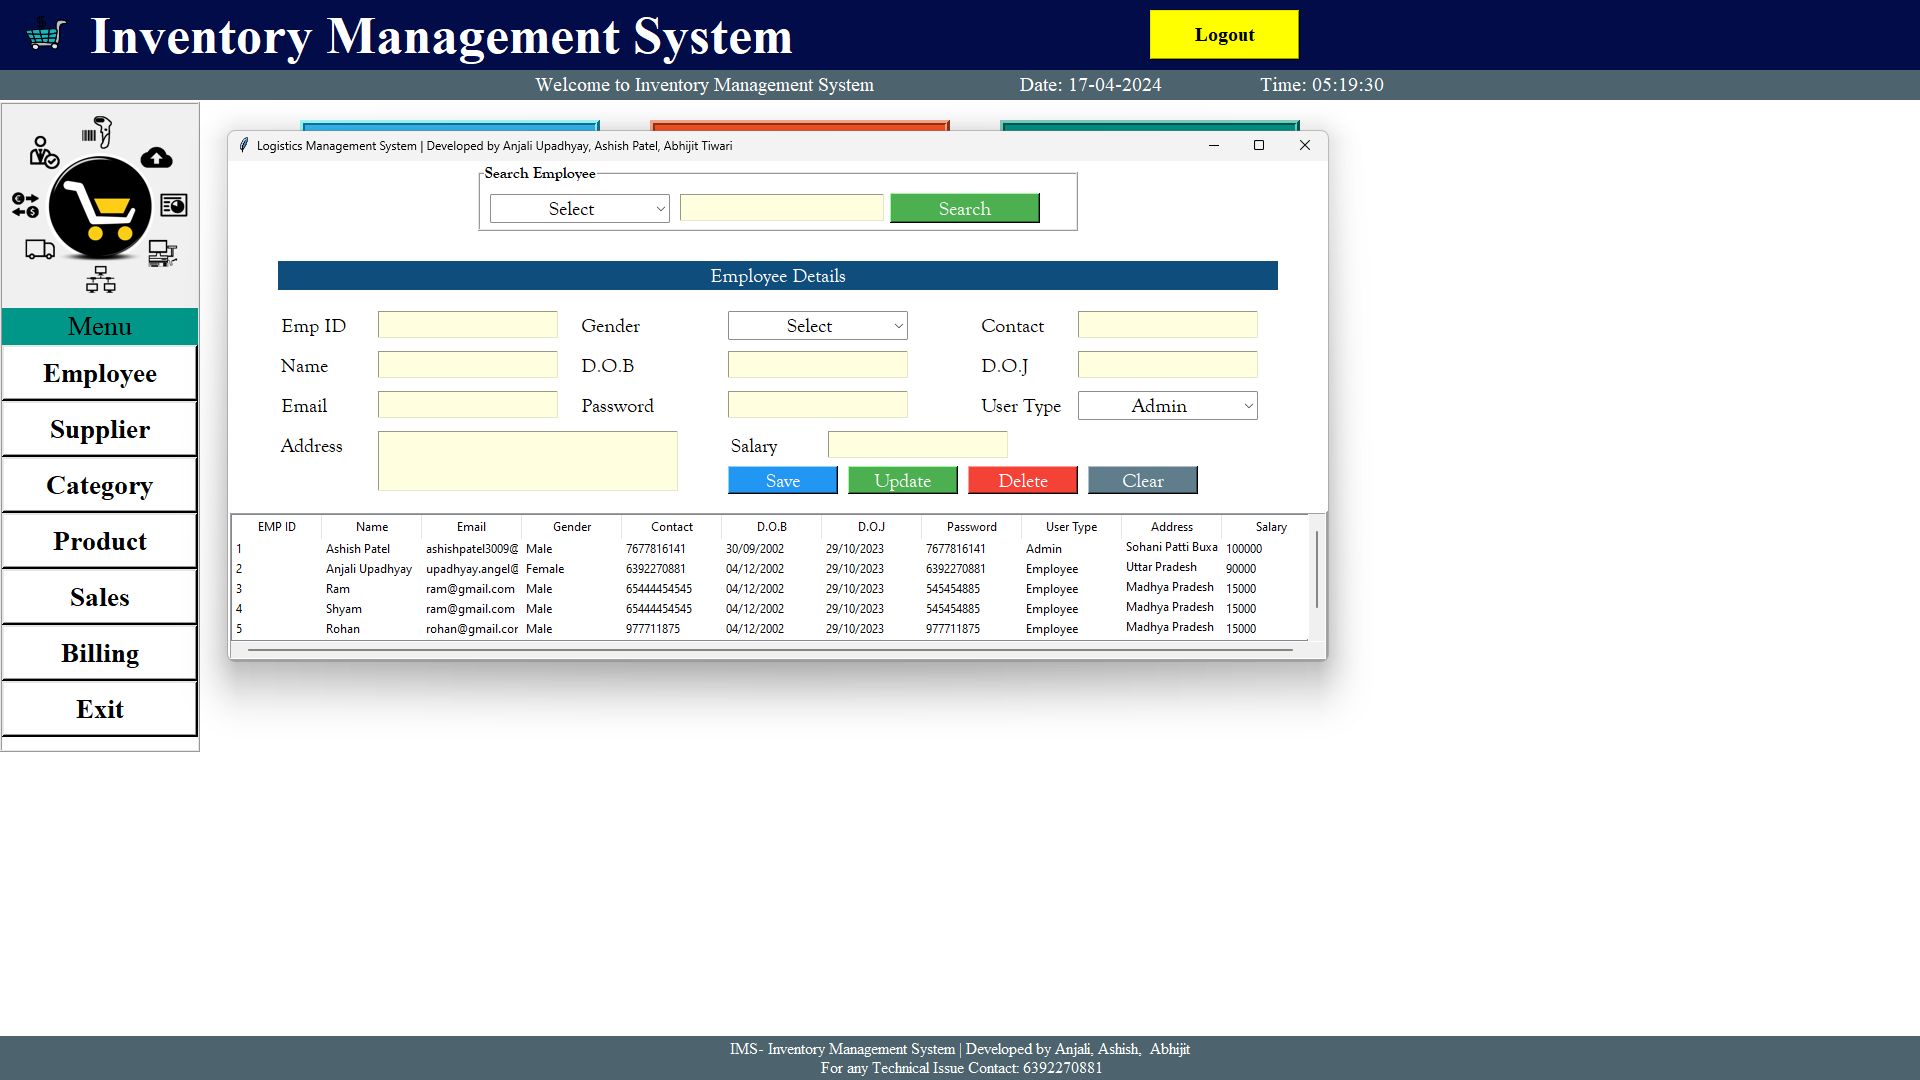 Inventory Management System
Logout
Welcome to Inventory Management System Date: 17-04-2024 Time: 05:19:30
Logistics Management System | Developed by Anjali Upadhyay, Ashish Patel, Abhijit Tiwari
Search Employee
Select Search
Employee Details
Emp ID Gender Select Contact
Name D.O.B D.O.J
Email Password User Type Admin
Address Salary
Save Update Delete Clear
EMP ID Name Email Gender Contact D.O.B D.O.J Password User Type Address Salary
1 Ashish Patel ashishpatel3009@ Male 7677816141 30/09/2002 29/10/2023 7677816141 Admin Sohani Patti Buxa 100000
2 Anjali Upadhyay upadhyay.angel@ Female 6392270881 04/12/2002 29/10/2023 6392270881 Employee Uttar Pradesh 90000
3 Ram ram@gmail.com Male 65444454545 04/12/2002 29/10/2023 545454885 Employee Madhya Pradesh 15000
4 Shyam ram@gmail.com Male 65444454545 04/12/2002 29/10/2023 545454885 Employee Madhya Pradesh 15000
5 Rohan rohan@gmail.cor Male 977711875 04/12/2002 29/10/2023 977711875 Employee Madhya Pradesh 15000
Menu
Employee
Supplier
Category
Product
Sales
Billing
Exit
IMS- Inventory Management System | Developed by Anjali, Ashish, Abhijit
For any Technical Issue Contact: 6392270881